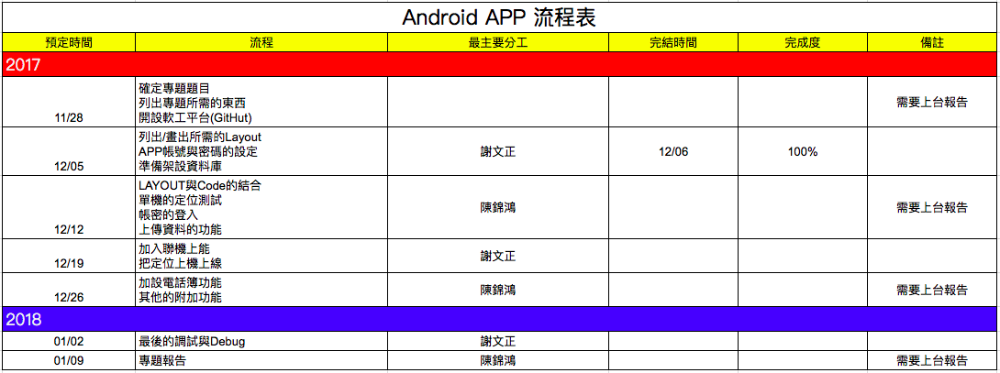 Android APP 流程表
預定時間 流程 最主要分工 完結時間 完成度 備註
2017
確定專題題目
列出專題所需的東西
11/28 開設軟工平台(GitHut) 需要上台報告
列出/畫出所需的Layout
APP帳號與密碼的設定 謝文正 12/06 100%
12/05 準備架設資料庫
LAYOUT與Code的結合
單機的定位測試
帳密的登入 陳錦鴻 需要上台報告
12/12 上傳資料的功能
加入聯機上能
12/19 把定位上機上線 謝文正
加設電話簿功能
12/26 其他的附加功能 陳錦鴻 需要上台報告
2018
01/02 最後的調試與Debug 謝文正
01/09 專題報告 陳錦鴻 需要上台報告